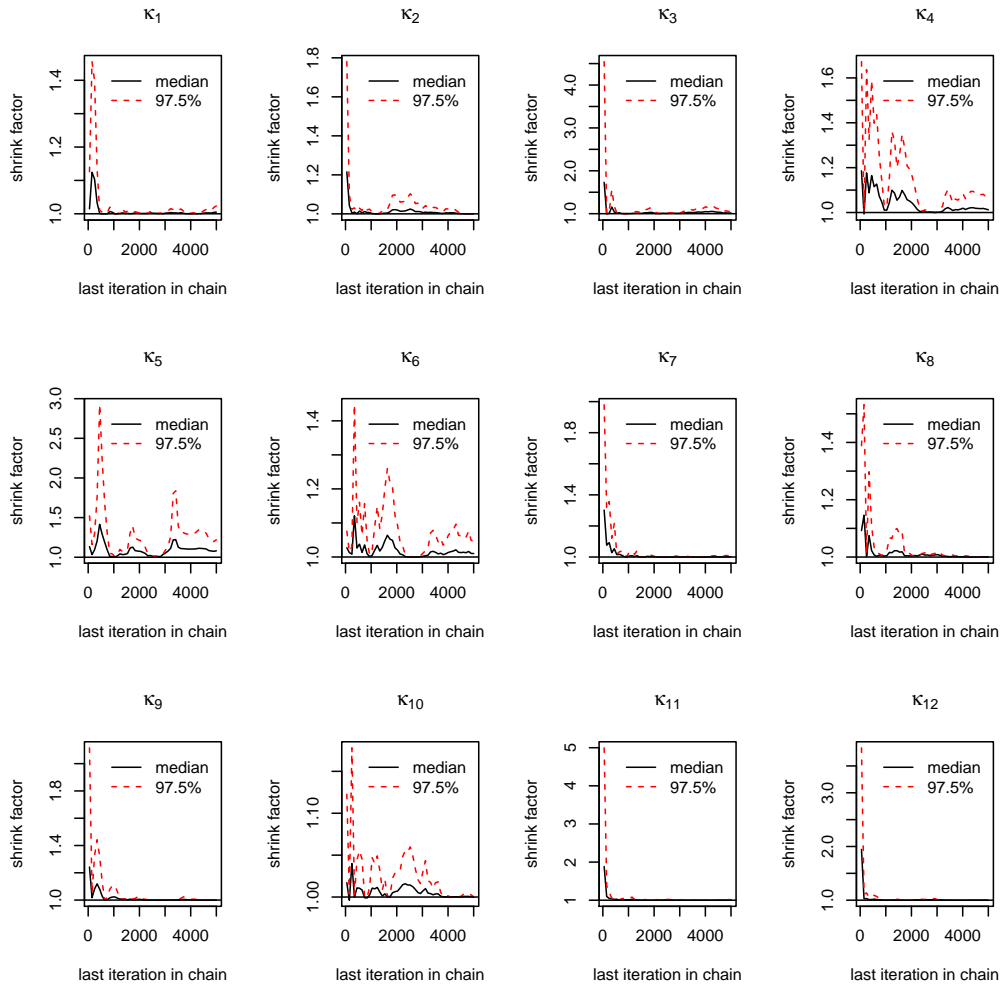 κ1 κ2 κ3 κ4
shrink factor
1.0 1.2 1.4
median
97.5%
0 2000 4000
last iteration in chain
shrink factor
1.0 1.2 1.4 1.6 1.8
median
97.5%
0 2000 4000
last iteration in chain
shrink factor
1.0 2.0 3.0 4.0
median
97.5%
0 2000 4000
last iteration in chain
shrink factor
1.0 1.2 1.4 1.6
median
97.5%
0 2000 4000
last iteration in chain
κ5 κ6 κ7 κ8
shrink factor
1.0 1.5 2.0 2.5 3.0
median
97.5%
0 2000 4000
last iteration in chain
shrink factor
1.0 1.2 1.4
median
97.5%
0 2000 4000
last iteration in chain
shrink factor
1.0 1.4 1.8
median
97.5%
0 2000 4000
last iteration in chain
shrink factor
1.0 1.2 1.4
median
97.5%
0 2000 4000
last iteration in chain
κ9 κ10 κ11 κ12
shrink factor
1.0 1.4 1.8
median
97.5%
0 2000 4000
last iteration in chain
shrink factor
1.00 1.10
median
97.5%
0 2000 4000
last iteration in chain
shrink factor
1 2 3 4 5
median
97.5%
0 2000 4000
last iteration in chain
shrink factor
1.0 2.0 3.0
median
97.5%
0 2000 4000
last iteration in chain